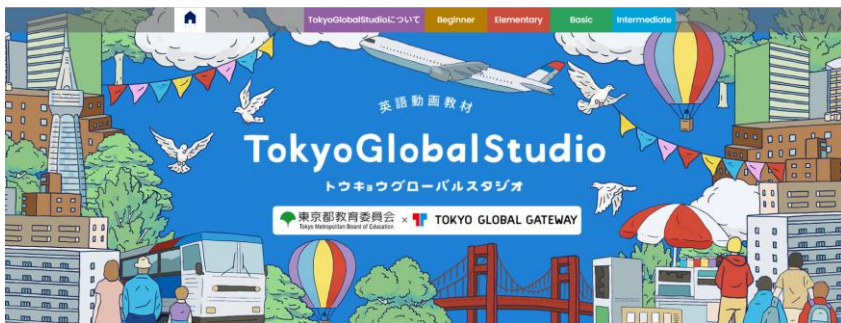 TokyoGlobalStudioについて Beginner Elementary Basic Intermediate
英語動画教材
TokyoGlobalStudio
トウキョウグローバルスタジオ
東京都教育委員会 × TOKYO GLOBAL GATEWAY
Tokyo Metropolitan Board of Education